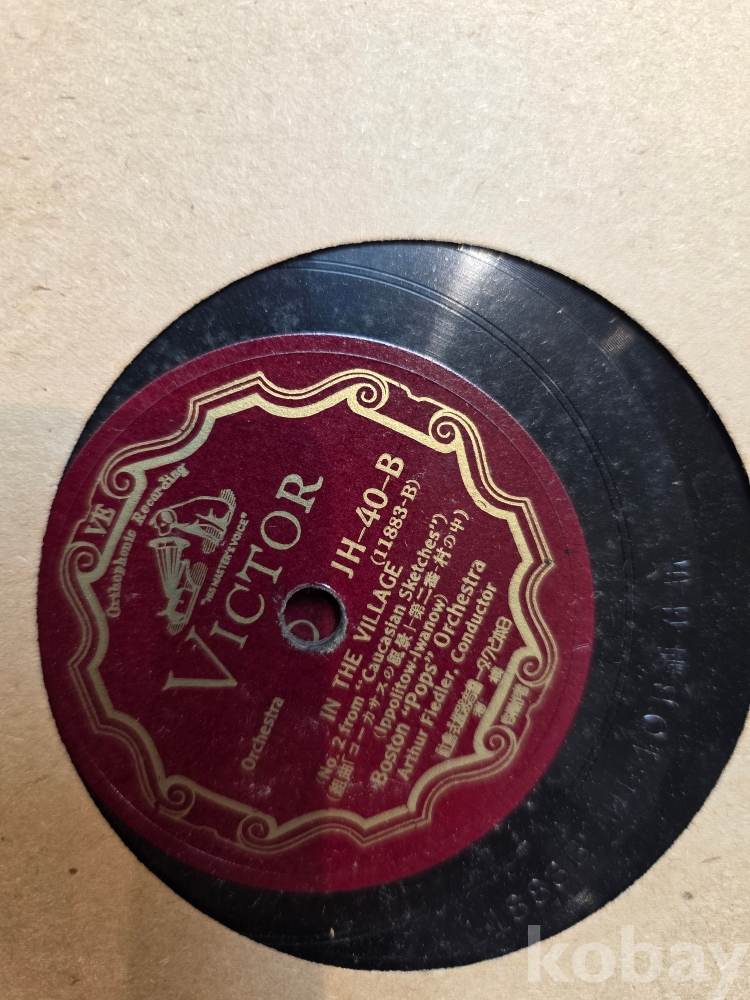 VE
Orthophonic Recording
"HIS MASTER'S VOICE"
VICTOR
Orchestra
JH-40-B
IN THE VILLAGE (11883-B)
(No. 2 from "Caucasian Sketches")
(組曲「コーカサスの風景」—第二番 村の中)
(Ippolitow-Iwanow)
Boston "Pops" Orchestra
Arthur Fiedler, Conductor
kobay